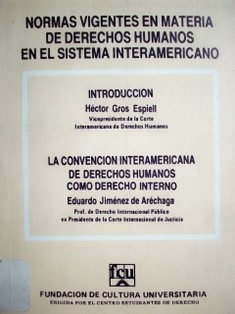 NORMAS VIGENTES EN MATERIA
DE DERECHOS HUMANOS
EN EL SISTEMA INTERAMERICANO
INTRODUCCION
Héctor Gros Espiell
Vicepresidente de la Corte
Interamericana de Derechos Humanos
LA CONVENCION INTERAMERICANA
DE DERECHOS HUMANOS
COMO DERECHO INTERNO
Eduardo Jiménez de Aréchaga
Prof. de Derecho Internacional Público
ex Presidente de la Corte Internacional de Justicia
fcu
FUNDACION DE CULTURA UNIVERSITARIA
ERIGIDA POR EL CENTRO ESTUDIANTES DE DERECHO